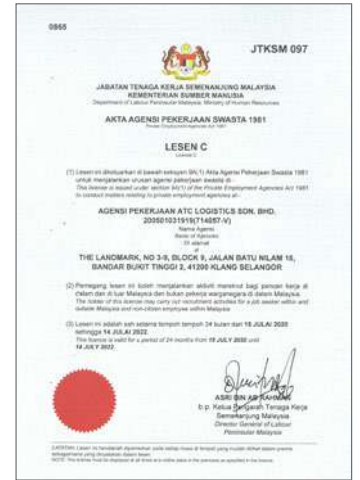 0865
JTKSM 097
JABATAN TENAGA KERJA SEMENANJUNG MALAYSIA
KEMENTERIAN SUMBER MANUSIA
Department of Labour Peninsular Malaysia, Ministry of Human Resources
AKTA AGENSI PEKERJAAN SWASTA 1981
Private Employment Agencies Act 1981
LESEN C
Licence C
(1) Lesen ini dikeluarkan di bawah seksyen 9A(1) Akta Agensi Pekerjaan Swasta 1981
untuk menjalankan urusan agensi pekerjaan swasta di:-
This licence is issued under section 9A(1) of the Private Employment Agencies Act 1981
to conduct matters relating to private employment agencies at:-
AGENSI PEKERJAAN ATC LOGISTICS SDN. BHD.
200501031919(714057-V)
Nama Agensi
Name of Agencies
Di alamat
at
THE LANDMARK, NO 3-9, BLOCK 9, JALAN BATU NILAM 16,
BANDAR BUKIT TINGGI 2, 41200 KLANG SELANGOR
(2) Pemegang lesen ini boleh menjalankan aktiviti merekrut bagi pencari kerja di
dalam dan di luar Malaysia dan bukan pekerja warganegara di dalam Malaysia.
The holder of this licence may carry out recruitment activities for a job seeker within and
outside Malaysia and non-citizen employee within Malaysia
(3) Lesen ini adalah sah selama tempoh tempoh 24 bulan dari 15 JULAI 2020
sehingga 14 JULAI 2022.
This licence is valid for a period of 24 months from 15 JULY 2020 until
14 JULY 2022.
ASRI BIN AB RAHMAN
b.p. Ketua Pengarah Tenaga Kerja
Semenanjung Malaysia
Director General of Labour
Peninsular Malaysia